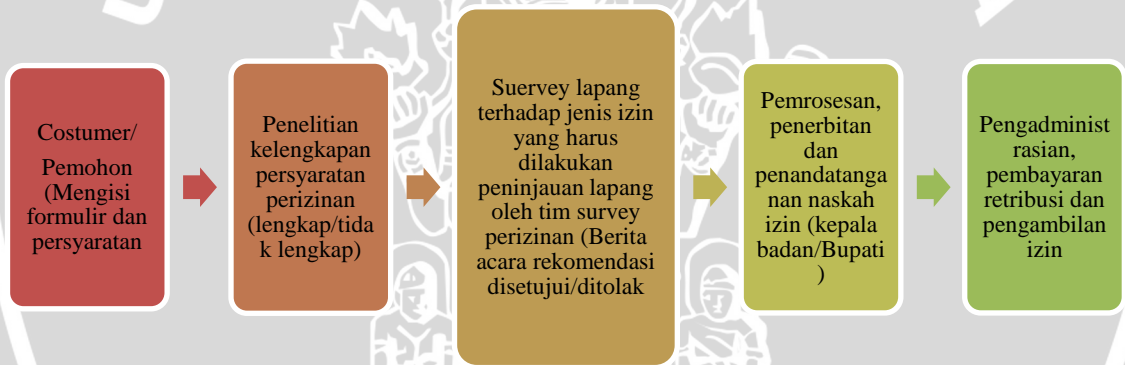 Costumer/
Pemohon
(Mengisi
formulir dan
persyaratan
Penelitian
kelengkapan
persyaratan
perizinan
(lengkap/tida
k lengkap)
Suervey lapang
terhadap jenis izin
yang harus
dilakukan
peninjauan lapang
oleh tim survey
perizinan (Berita
acara rekomendasi
disetujui/ditolak
Pemrosesan,
penerbitan
dan
penandatanga
nan naskah
izin (kepala
badan/Bupati
)
Pengadminist
rasian,
pembayaran
retribusi dan
pengambilan
izin